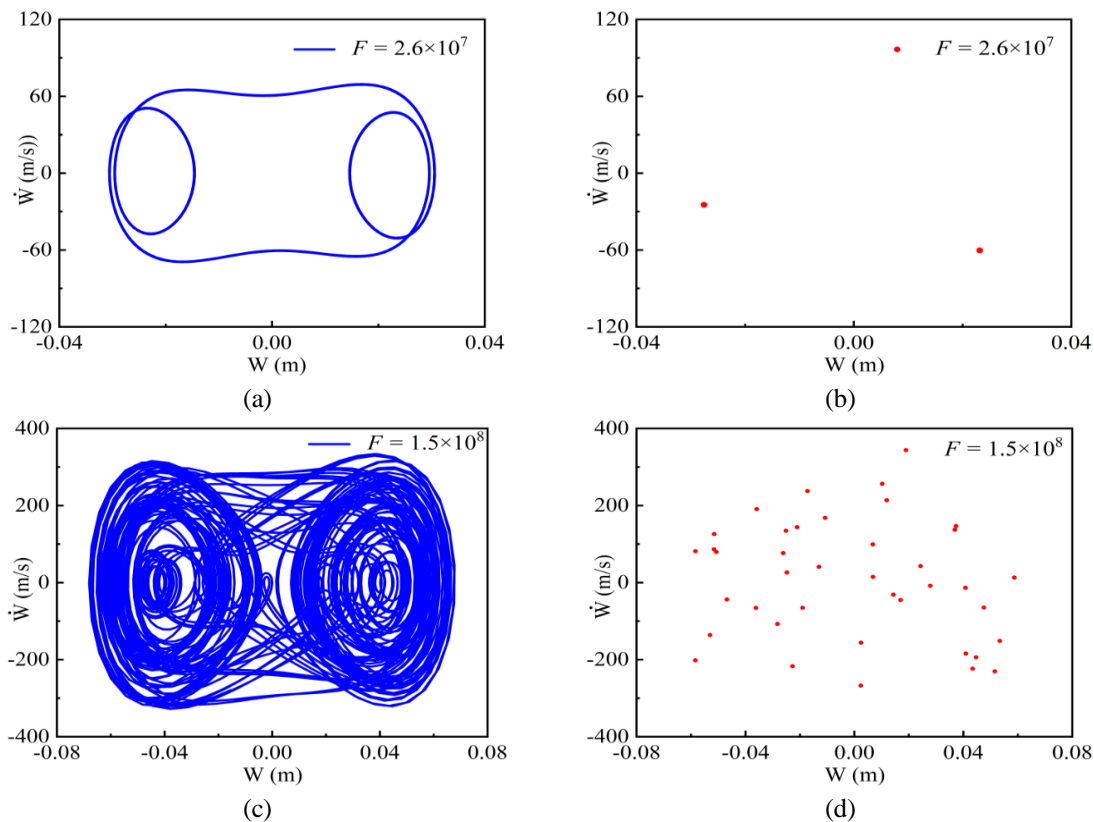 120
60
0
-60
-120
Ẇ (m/s))
F = 2.6×10⁷
-0.04
0.00
0.04
W (m)
(a)
120
60
0
-60
-120
Ẇ (m/s)
F = 2.6×10⁷
-0.04
0.00
0.04
W (m)
(b)
400
200
0
-200
-400
Ẇ (m/s)
F = 1.5×10⁸
-0.08
-0.04
0.00
0.04
0.08
W (m)
(c)
400
200
0
-200
-400
Ẇ (m/s)
F = 1.5×10⁸
-0.08
-0.04
0.00
0.04
0.08
W (m)
(d)